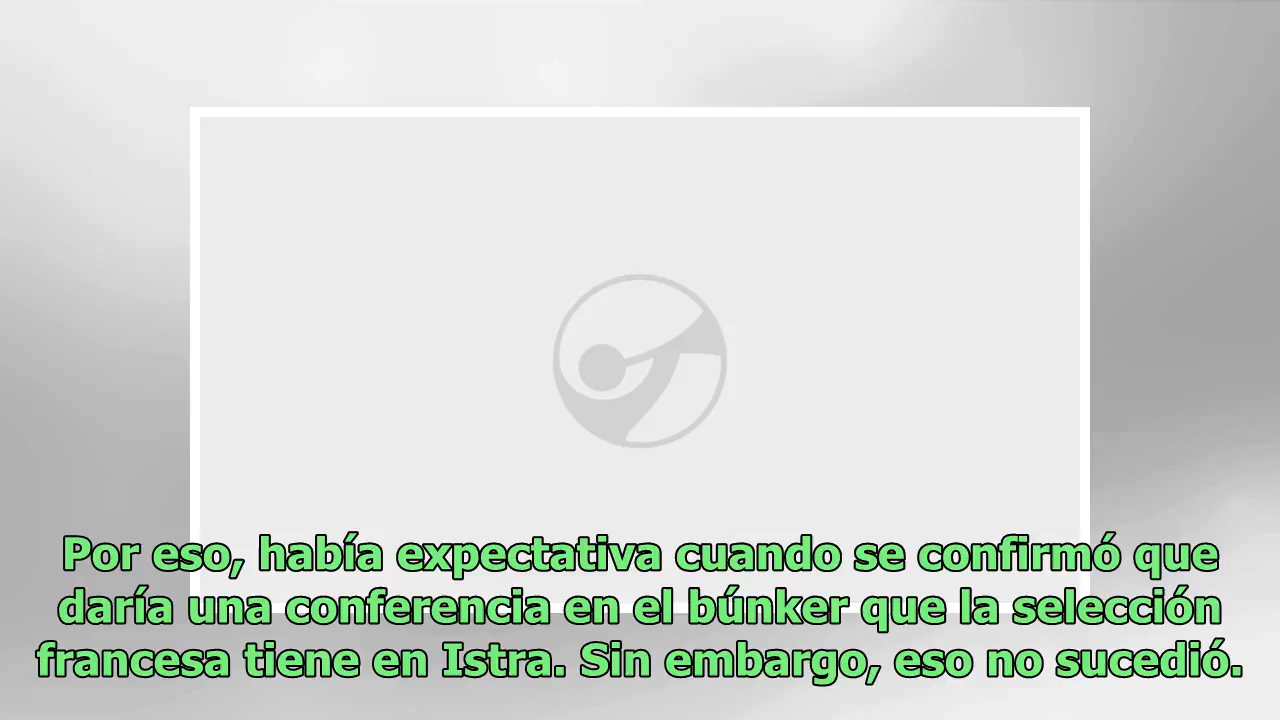 Por eso, había expectativa cuando se confirmó que
daría una conferencia en el búnker que la selección
francesa tiene en Istra. Sin embargo, eso no sucedió.